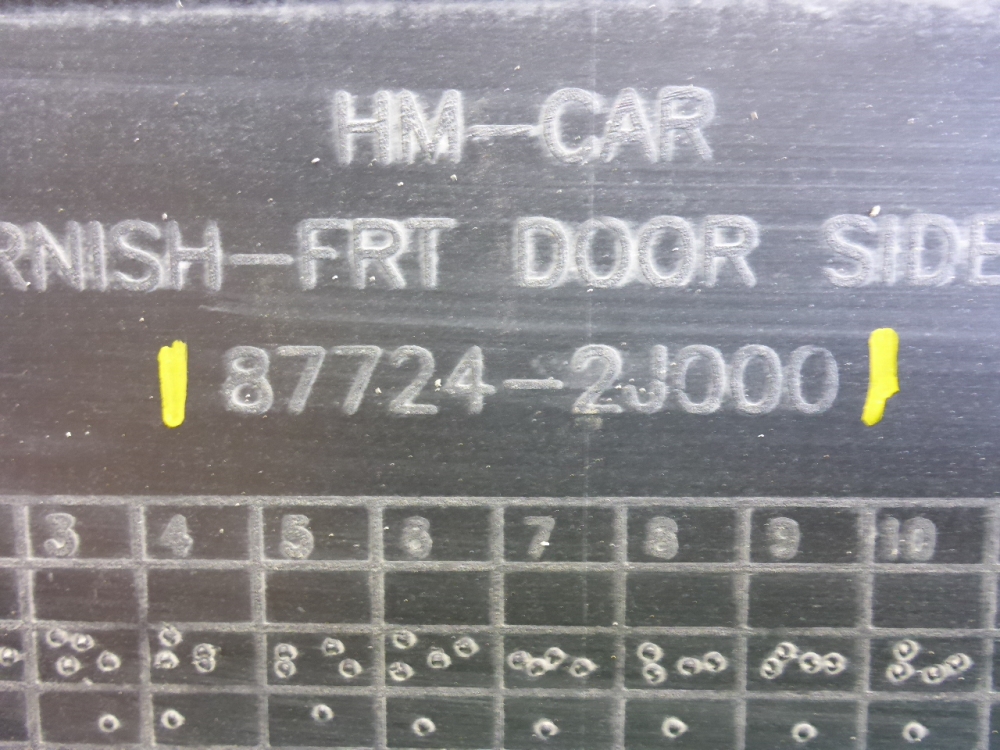 HM-CAR
RNISH-FRT DOOR SIDE
87724-2J000
3 4 5 6 7 8 9 10